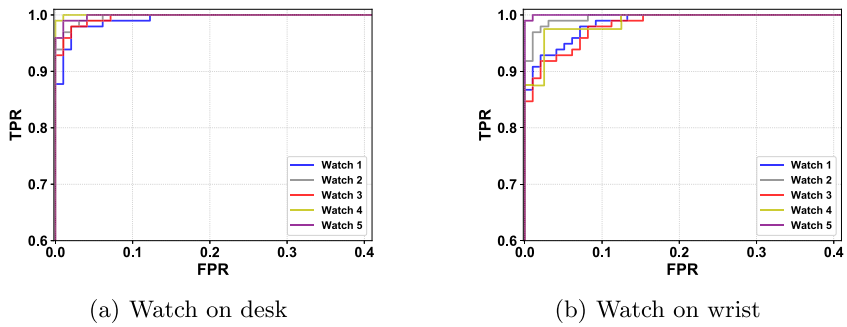 1.0
0.9
0.8
0.7
0.6
TPR
0.0 0.1 0.2 0.3 0.4
FPR
Watch 1
Watch 2
Watch 3
Watch 4
Watch 5
(a) Watch on desk
1.0
0.9
0.8
0.7
0.6
TPR
0.0 0.1 0.2 0.3 0.4
FPR
Watch 1
Watch 2
Watch 3
Watch 4
Watch 5
(b) Watch on wrist